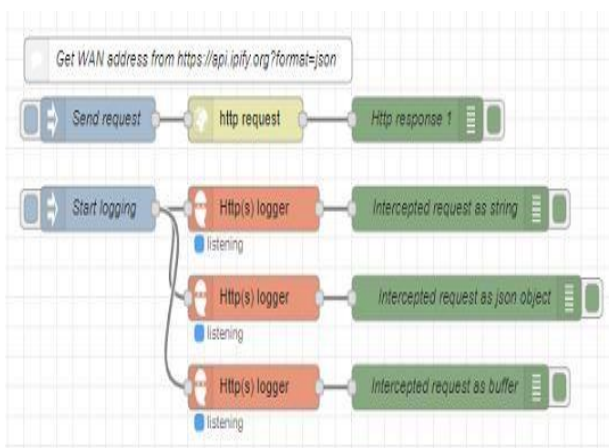 Get WAN address from https://api.ipify.org?format=json
Send request
http request
Http response 1
Start logging
Http(s) logger
Intercepted request as string
listening
Http(s) logger
Intercepted request as json object
listening
Http(s) logger
Intercepted request as buffer
listening